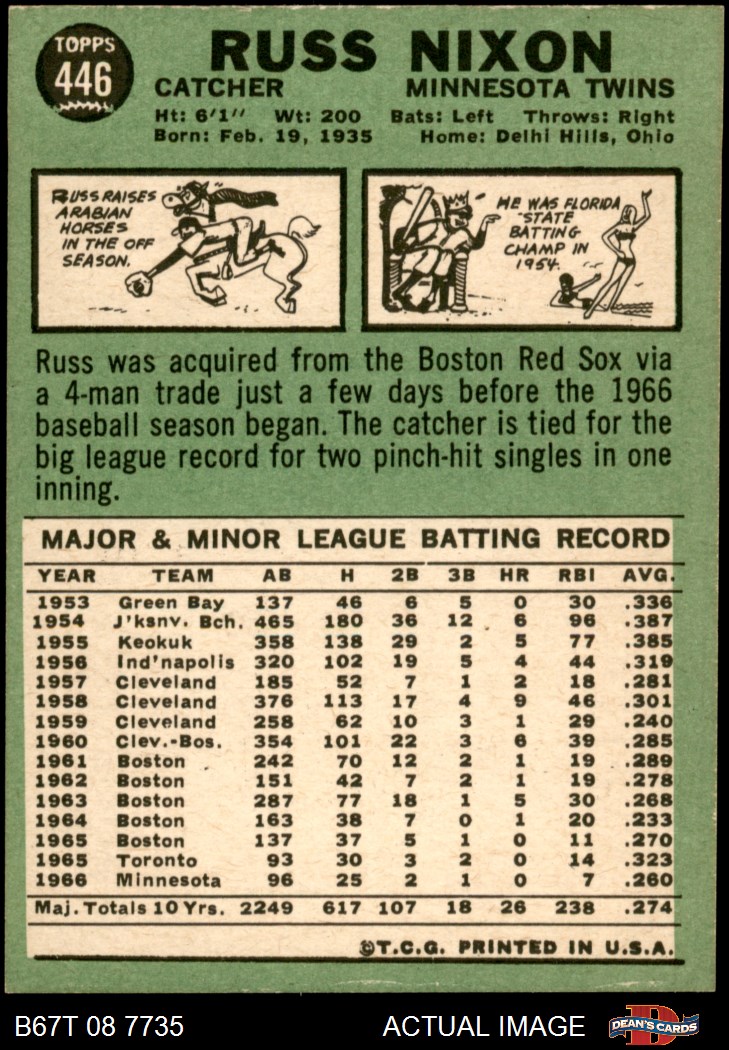 TOPPS
446
RUSS NIXON
CATCHER MINNESOTA TWINS
Ht: 6'1" Wt: 200 Bats: Left Throws: Right
Born: Feb. 19, 1935 Home: Delhi Hills, Ohio
RUSS RAISES
ARABIAN
HORSES
IN THE OFF
SEASON.
HE WAS FLORIDA
STATE
BATTING
CHAMP IN
1954.
Russ was acquired from the Boston Red Sox via
a 4-man trade just a few days before the 1966
baseball season began. The catcher is tied for the
big league record for two pinch-hit singles in one
inning.
MAJOR & MINOR LEAGUE BATTING RECORD
YEAR TEAM AB H 2B 3B HR RBI AVG.
1953 Green Bay 137 46 6 5 0 30 .336
1954 J'ksnv. Bch. 465 180 36 12 6 96 .387
1955 Keokuk 358 138 29 2 5 77 .385
1956 Ind'napolis 320 102 19 5 4 44 .319
1957 Cleveland 185 52 7 1 2 18 .281
1958 Cleveland 376 113 17 4 9 46 .301
1959 Cleveland 258 62 10 3 1 29 .240
1960 Clev.-Bos. 354 101 22 3 6 39 .285
1961 Boston 242 70 12 2 1 19 .289
1962 Boston 151 42 7 2 1 19 .278
1963 Boston 287 77 18 1 5 30 .268
1964 Boston 163 38 7 0 1 20 .233
1965 Boston 137 37 5 1 0 11 .270
1965 Toronto 93 30 3 2 0 14 .323
1966 Minnesota 96 25 2 1 0 7 .260
Maj. Totals 10 Yrs. 2249 617 107 18 26 238 .274
©T.C.G. PRINTED IN U.S.A.
B67T 08 7735 ACTUAL IMAGE DEAN'S CARDS